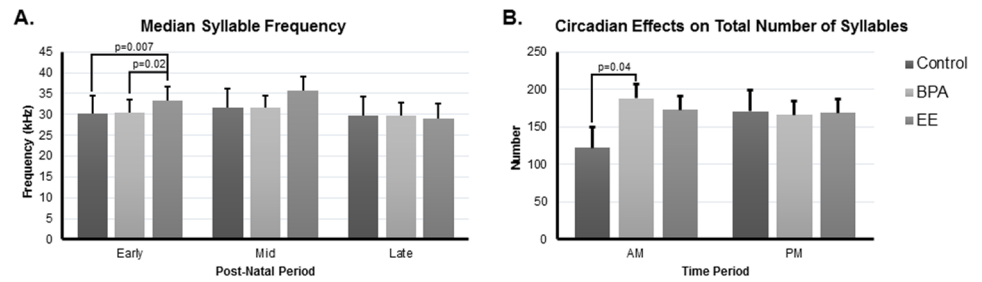 A.
Median Syllable Frequency
45
40
35
30
25
20
15
10
5
0
Frequency (kHz)
p=0.007
p=0.02
Early
Mid
Late
Post-Natal Period
B.
Circadian Effects on Total Number of Syllables
250
200
150
100
50
0
Number
p=0.04
AM
PM
Time Period
Control
BPA
EE